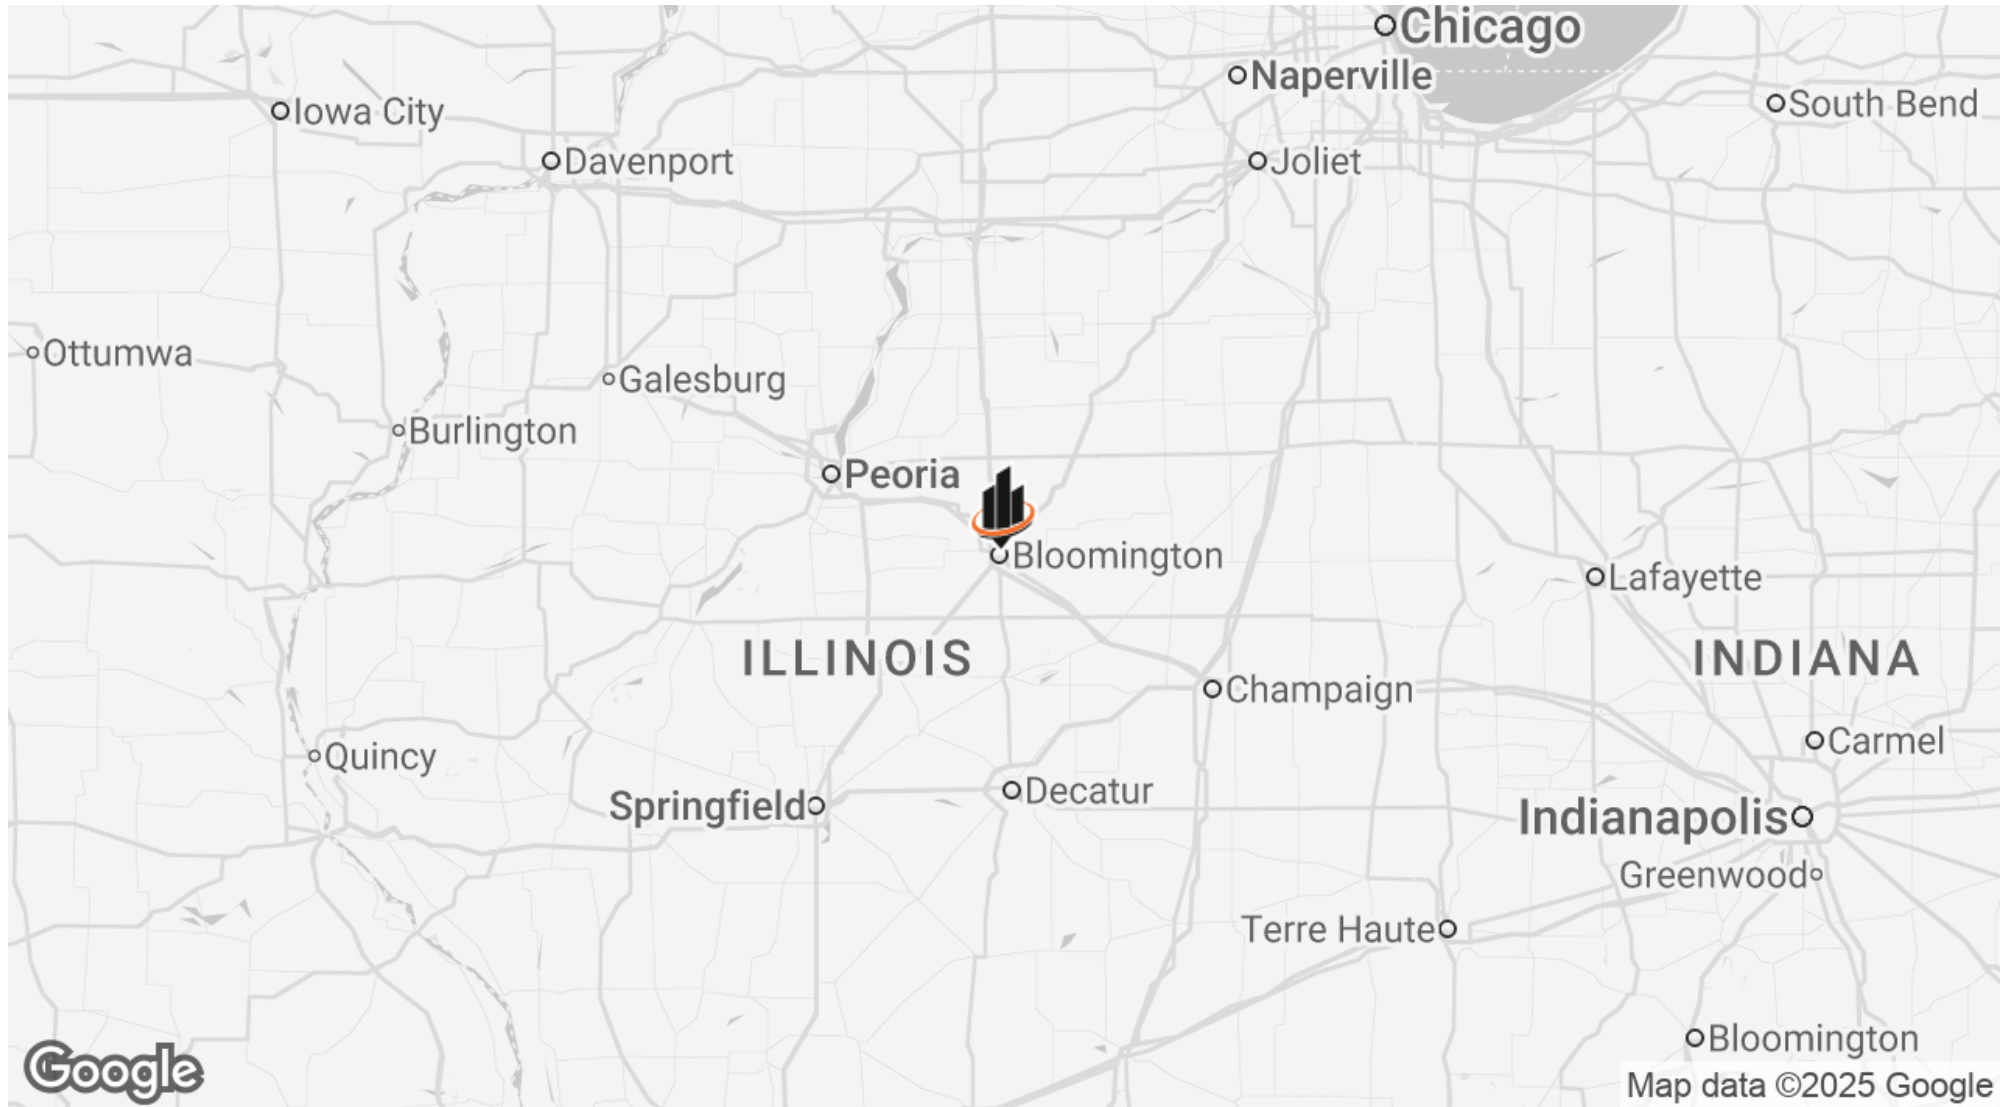 Chicago
Naperville
South Bend
Iowa City
Davenport
Joliet
Ottumwa
Galesburg
Burlington
Peoria
Bloomington
Lafayette
ILLINOIS
INDIANA
Champaign
Carmel
Quincy
Decatur
Springfield
Indianapolis
Greenwood
Terre Haute
Bloomington
Google
Map data ©2025 Google